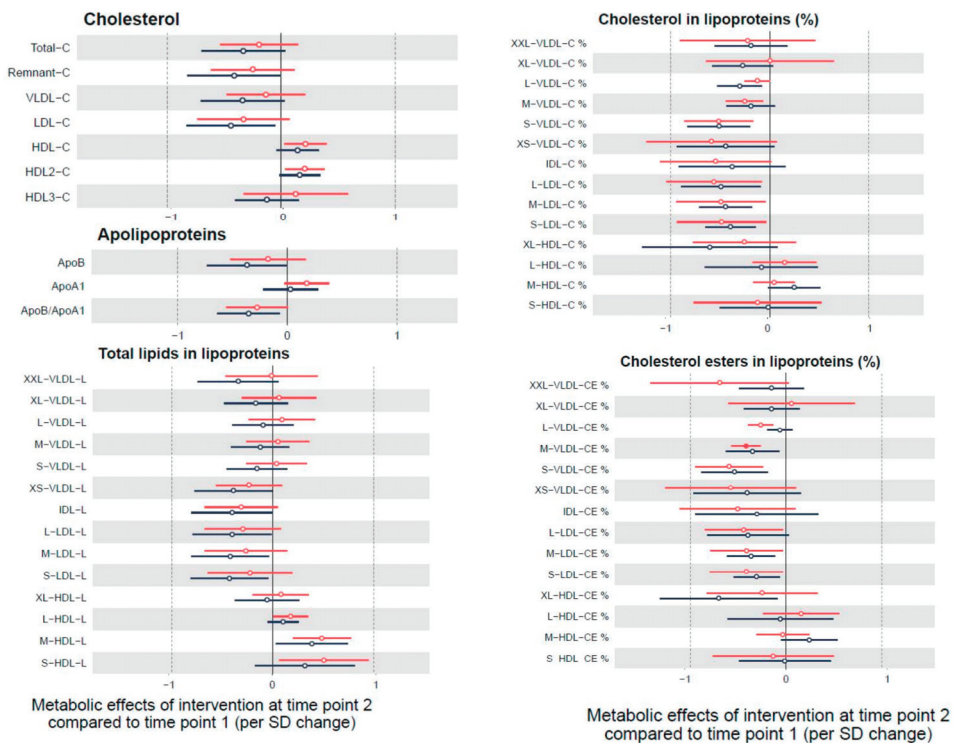 Cholesterol
Total-C
Remnant-C
VLDL-C
LDL-C
HDL-C
HDL2-C
HDL3-C
−1 0 1
Apolipoproteins
ApoB
ApoA1
ApoB/ApoA1
−1 0 1
Total lipids in lipoproteins
XXL-VLDL-L
XL-VLDL-L
L-VLDL-L
M-VLDL-L
S-VLDL-L
XS-VLDL-L
IDL-L
L-LDL-L
M-LDL-L
S-LDL-L
XL-HDL-L
L-HDL-L
M-HDL-L
S-HDL-L
−1 0 1
Metabolic effects of intervention at time point 2
compared to time point 1 (per SD change)
Cholesterol in lipoproteins (%)
XXL-VLDL-C %
XL-VLDL-C %
L-VLDL-C %
M-VLDL-C %
S-VLDL-C %
XS-VLDL-C %
IDL-C %
L-LDL-C %
M-LDL-C %
S-LDL-C %
XL-HDL-C %
L-HDL-C %
M-HDL-C %
S-HDL-C %
−1 0 1
Cholesterol esters in lipoproteins (%)
XXL-VLDL-CE %
XL-VLDL-CE %
L-VLDL-CE %
M-VLDL-CE %
S-VLDL-CE %
XS-VLDL-CE %
IDL-CE %
L-LDL-CE %
M-LDL-CE %
S-LDL-CE %
XL-HDL-CE %
L-HDL-CE %
M-HDL-CE %
S-HDL-CE %
−1 0 1
Metabolic effects of intervention at time point 2
compared to time point 1 (per SD change)